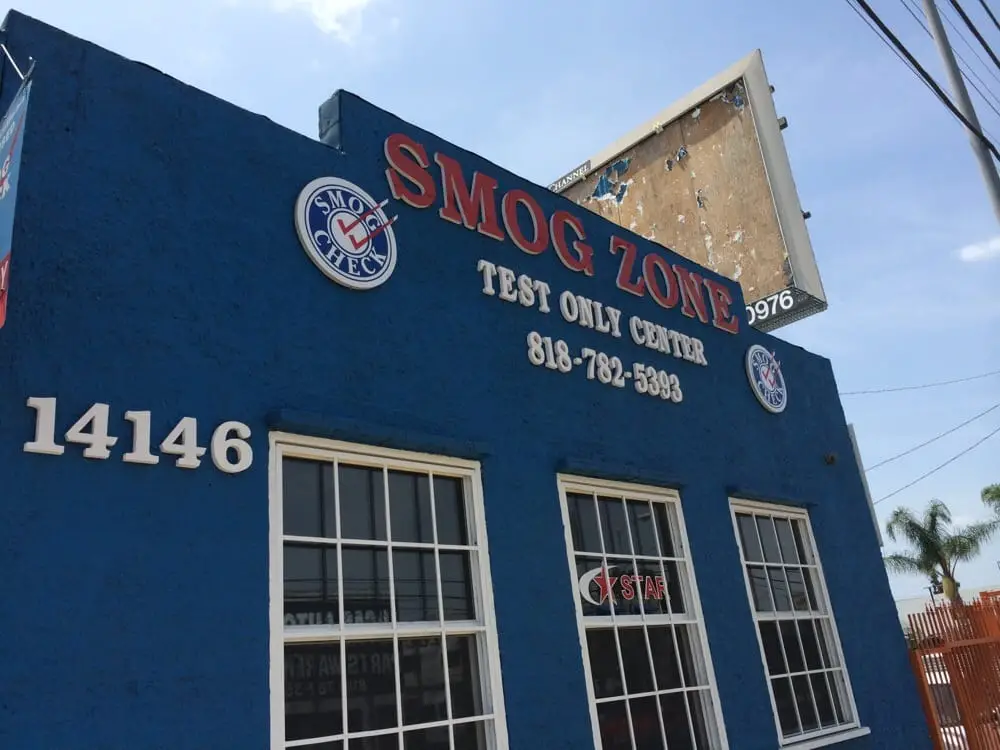 SMOG ZONE
TEST ONLY CENTER
818-782-5393
SMOG
CHECK
SMOG
CHECK
14146
STAR
CHANNEL
0976